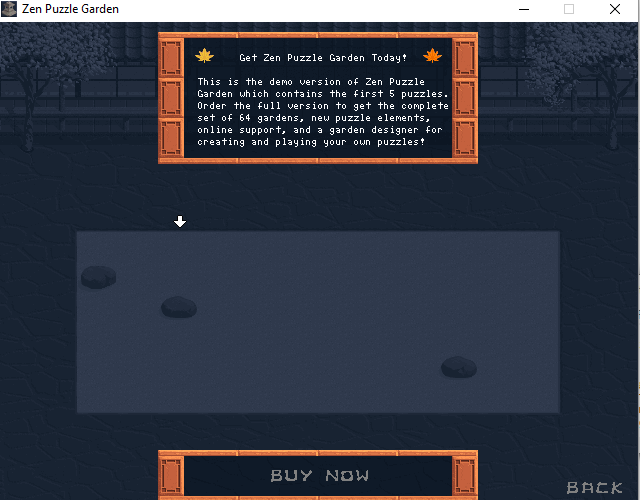 Zen Puzzle Garden
Get Zen Puzzle Garden Today!
This is the demo version of Zen Puzzle
Garden which contains the first 5 puzzles.
Order the full version to get the complete
set of 64 gardens, new puzzle elements,
online support, and a garden designer for
creating and playing your own puzzles!
BUY NOW
BACK